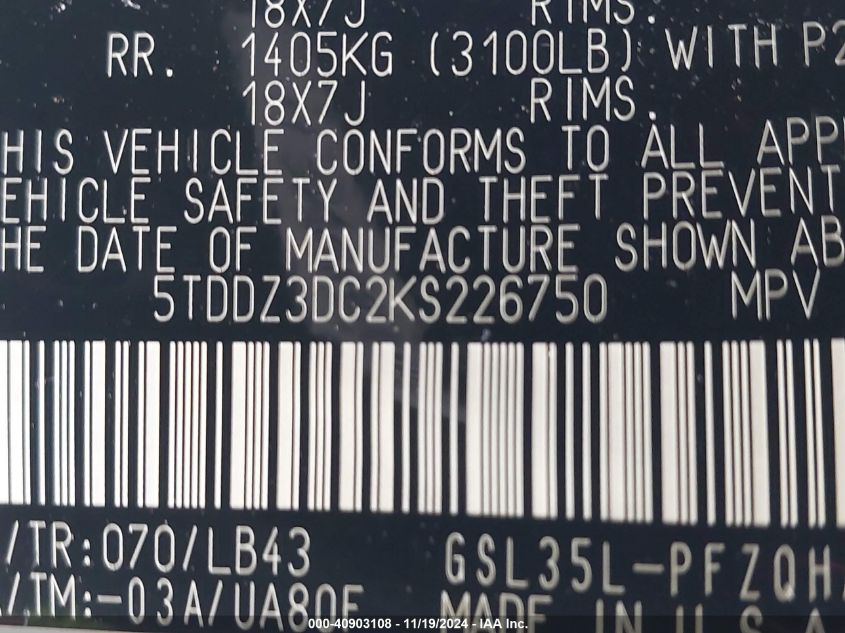 18X7J RIMS.
RR. 1405KG (3100LB) WITH P2
18X7J RIMS.
HIS VEHICLE CONFORMS TO ALL APPL
EHICLE SAFETY AND THEFT PREVENT
HE DATE OF MANUFACTURE SHOWN AB
5TDDZ3DC2KS226750 MPV
/TR:070/LB43 GSL35L-PFZQH
A/TM:-03A/UA80F MADE IN U.S.A
000-40903108 - 11/19/2024 - IAA Inc.